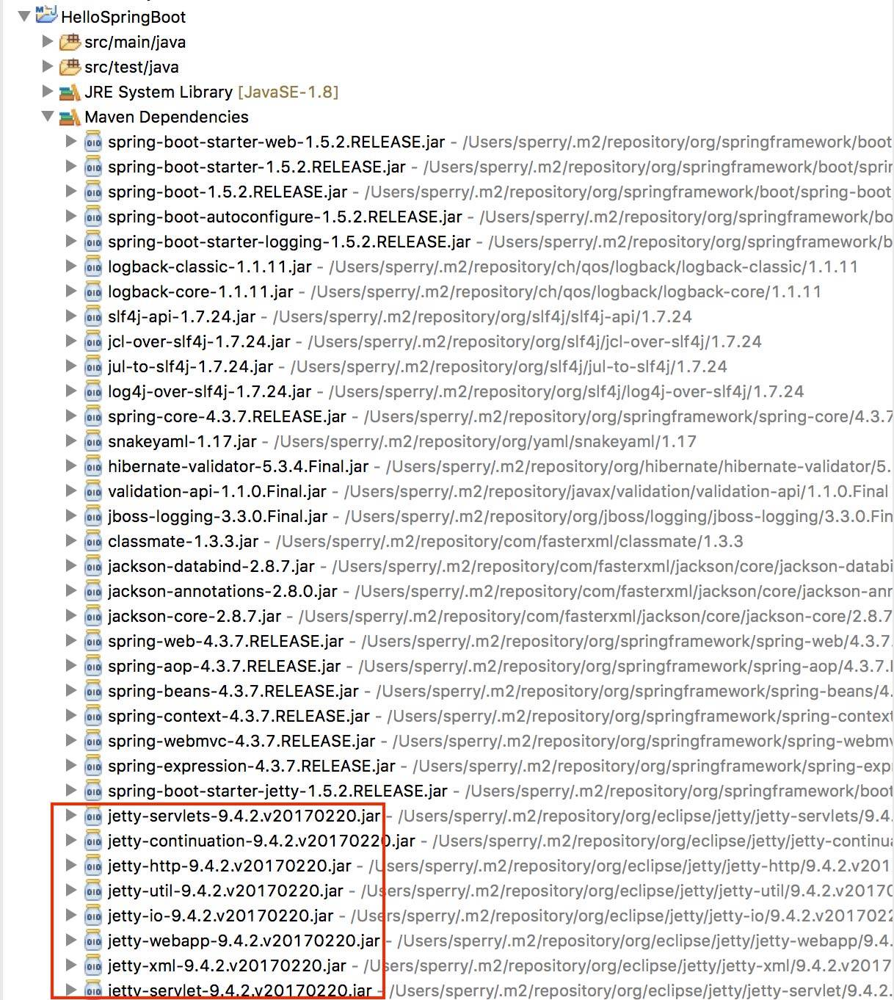 HelloSpringBoot
src/main/java
src/test/java
JRE System Library [JavaSE-1.8]
Maven Dependencies
spring-boot-starter-web-1.5.2.RELEASE.jar - /Users/sperry/.m2/repository/org/springframework/boot
spring-boot-starter-1.5.2.RELEASE.jar - /Users/sperry/.m2/repository/org/springframework/boot/sprin
spring-boot-1.5.2.RELEASE.jar - /Users/sperry/.m2/repository/org/springframework/boot/spring-boot
spring-boot-autoconfigure-1.5.2.RELEASE.jar - /Users/sperry/.m2/repository/org/springframework/bo
spring-boot-starter-logging-1.5.2.RELEASE.jar - /Users/sperry/.m2/repository/org/springframework/b
logback-classic-1.1.11.jar - /Users/sperry/.m2/repository/ch/qos/logback/logback-classic/1.1.11
logback-core-1.1.11.jar - /Users/sperry/.m2/repository/ch/qos/logback/logback-core/1.1.11
slf4j-api-1.7.24.jar - /Users/sperry/.m2/repository/org/slf4j/slf4j-api/1.7.24
jcl-over-slf4j-1.7.24.jar - /Users/sperry/.m2/repository/org/slf4j/jcl-over-slf4j/1.7.24
jul-to-slf4j-1.7.24.jar - /Users/sperry/.m2/repository/org/slf4j/jul-to-slf4j/1.7.24
log4j-over-slf4j-1.7.24.jar - /Users/sperry/.m2/repository/org/slf4j/log4j-over-slf4j/1.7.24
spring-core-4.3.7.RELEASE.jar - /Users/sperry/.m2/repository/org/springframework/spring-core/4.3.7
snakeyaml-1.17.jar - /Users/sperry/.m2/repository/org/yaml/snakeyaml/1.17
hibernate-validator-5.3.4.Final.jar - /Users/sperry/.m2/repository/org/hibernate/hibernate-validator/5.
validation-api-1.1.0.Final.jar - /Users/sperry/.m2/repository/javax/validation/validation-api/1.1.0.Final
jboss-logging-3.3.0.Final.jar - /Users/sperry/.m2/repository/org/jboss/logging/jboss-logging/3.3.0.Fin
classmate-1.3.3.jar - /Users/sperry/.m2/repository/com/fasterxml/classmate/1.3.3
jackson-databind-2.8.7.jar - /Users/sperry/.m2/repository/com/fasterxml/jackson/core/jackson-databi
jackson-annotations-2.8.0.jar - /Users/sperry/.m2/repository/com/fasterxml/jackson/core/jackson-ann
jackson-core-2.8.7.jar - /Users/sperry/.m2/repository/com/fasterxml/jackson/core/jackson-core/2.8.7
spring-web-4.3.7.RELEASE.jar - /Users/sperry/.m2/repository/org/springframework/spring-web/4.3.7.
spring-aop-4.3.7.RELEASE.jar - /Users/sperry/.m2/repository/org/springframework/spring-aop/4.3.7.
spring-beans-4.3.7.RELEASE.jar - /Users/sperry/.m2/repository/org/springframework/spring-beans/4.
spring-context-4.3.7.RELEASE.jar - /Users/sperry/.m2/repository/org/springframework/spring-context
spring-webmvc-4.3.7.RELEASE.jar - /Users/sperry/.m2/repository/org/springframework/spring-webmv
spring-expression-4.3.7.RELEASE.jar - /Users/sperry/.m2/repository/org/springframework/spring-expr
spring-boot-starter-jetty-1.5.2.RELEASE.jar - /Users/sperry/.m2/repository/org/springframework/boot
jetty-servlets-9.4.2.v20170220.jar - /Users/sperry/.m2/repository/org/eclipse/jetty/jetty-servlets/9.4.
jetty-continuation-9.4.2.v20170220.jar - /Users/sperry/.m2/repository/org/eclipse/jetty/jetty-continua
jetty-http-9.4.2.v20170220.jar - /Users/sperry/.m2/repository/org/eclipse/jetty/jetty-http/9.4.2.v201
jetty-util-9.4.2.v20170220.jar - /Users/sperry/.m2/repository/org/eclipse/jetty/jetty-util/9.4.2.v20170
jetty-io-9.4.2.v20170220.jar - /Users/sperry/.m2/repository/org/eclipse/jetty/jetty-io/9.4.2.v2017022
jetty-webapp-9.4.2.v20170220.jar - /Users/sperry/.m2/repository/org/eclipse/jetty/jetty-webapp/9.4.
jetty-xml-9.4.2.v20170220.jar - /Users/sperry/.m2/repository/org/eclipse/jetty/jetty-xml/9.4.2.v2017
jetty-servlet-9.4.2.v20170220.jar - /Users/sperry/.m2/repository/org/eclipse/jetty/jetty-servlet/9.4.2.